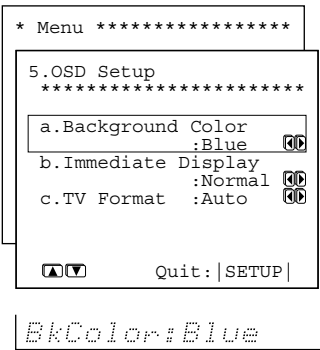 * Menu *****************
5.OSD Setup
***********************
a.Background Color
:Blue
b.Immediate Display
:Normal
c.TV Format :Auto
Quit:|SETUP|
BkColor:Blue